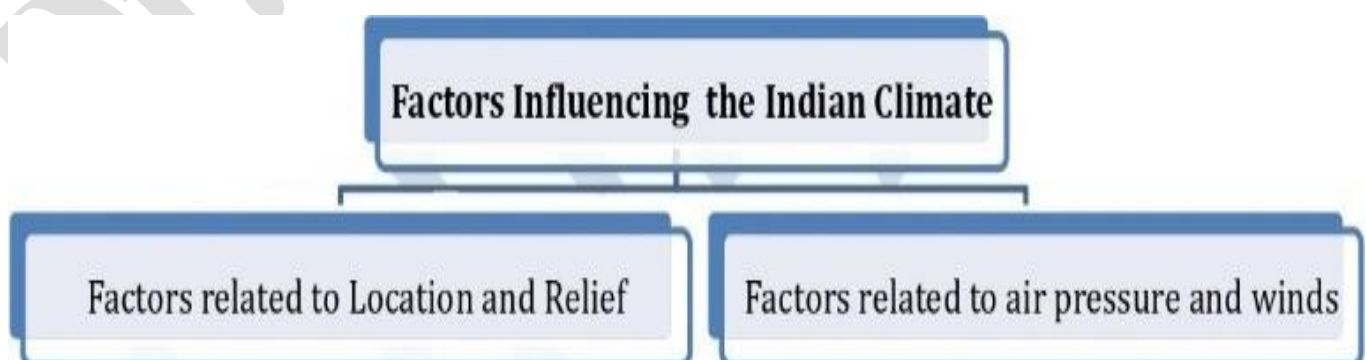 Factors Influencing the Indian Climate
Factors related to Location and Relief
Factors related to air pressure and winds